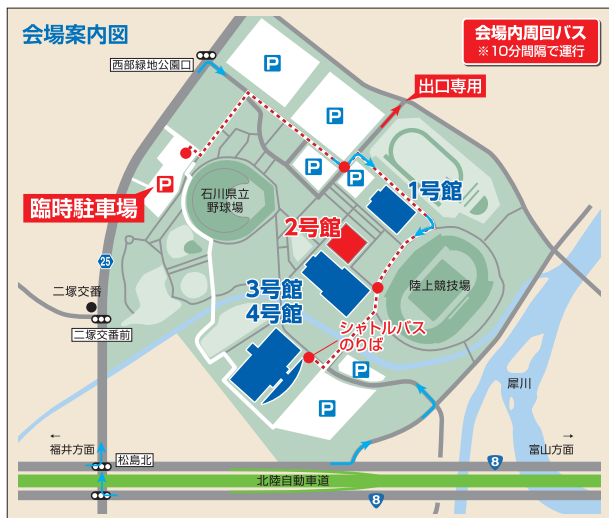 会場案内図
会場内周回バス
※10分間隔で運行
西部緑地公園口
P
P
出口専用
P
P
P
臨時駐車場
石川県立
野球場
1号館
2号館
25
二塚交番
二塚交番前
3号館
4号館
陸上競技場
シャトルバス
のりば
P
P
犀川
←
福井方面
松島北
→
富山方面
8
北陸自動車道
8